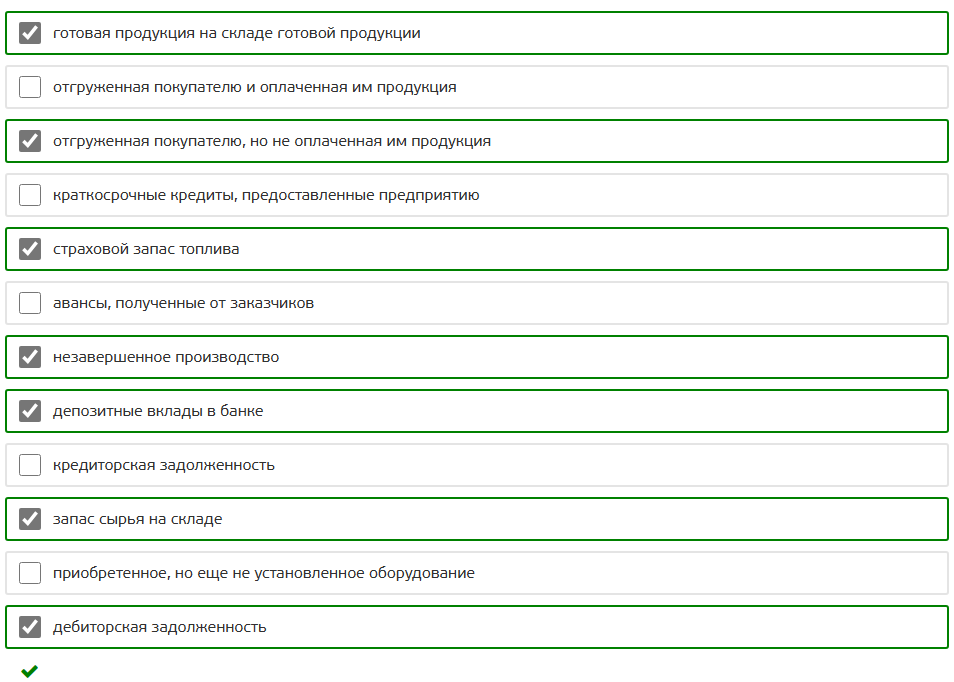 готовая продукция на складе готовой продукции
отгруженная покупателю и оплаченная им продукция
отгруженная покупателю, но не оплаченная им продукция
краткосрочные кредиты, предоставленные предприятию
страховой запас топлива
авансы, полученные от заказчиков
незавершенное производство
депозитные вклады в банке
кредиторская задолженность
запас сырья на складе
приобретенное, но еще не установленное оборудование
дебиторская задолженность